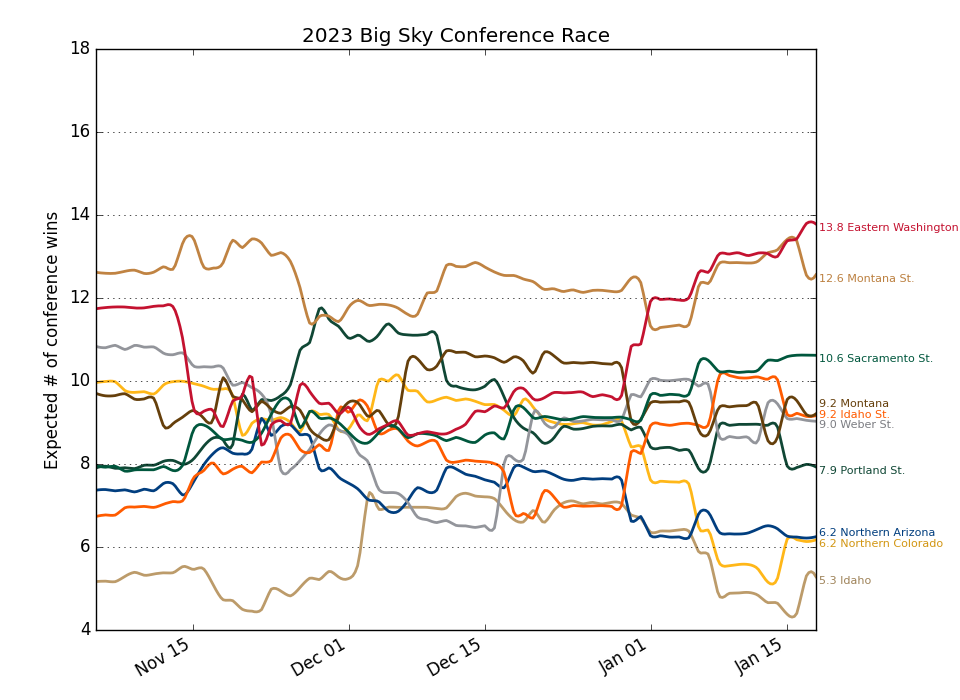 2023 Big Sky Conference Race
Expected # of conference wins
18
16
14
12
10
8
6
4
Nov 15
Dec 01
Dec 15
Jan 01
Jan 15
13.8 Eastern Washington
12.6 Montana St.
10.6 Sacramento St.
9.2 Montana
9.2 Idaho St.
9.0 Weber St.
7.9 Portland St.
6.2 Northern Arizona
6.2 Northern Colorado
5.3 Idaho